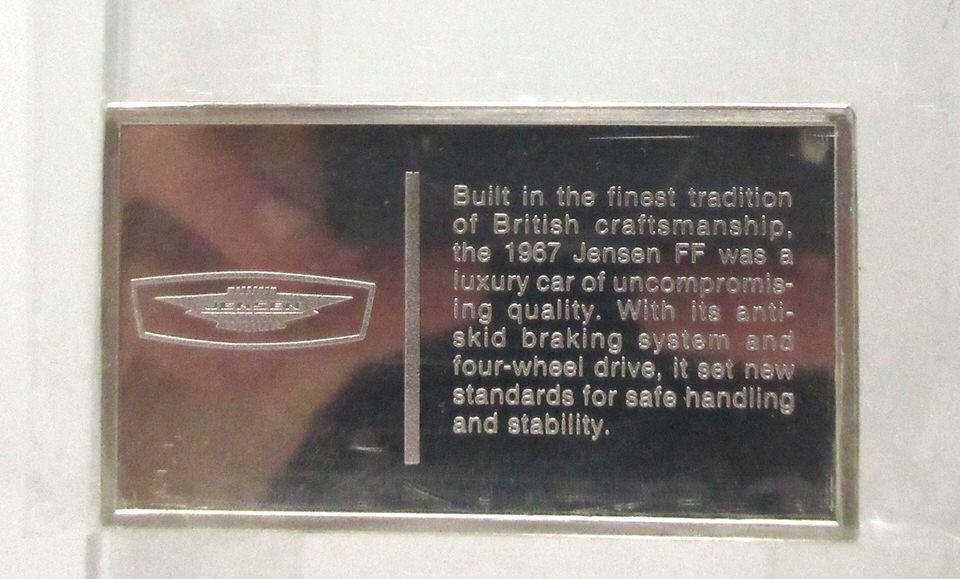 JENSEN
Built in the finest tradition
of British craftsmanship,
the 1967 Jensen FF was a
luxury car of uncompromis-
ing quality. With its anti-
skid braking system and
four-wheel drive, it set new
standards for safe handling
and stability.